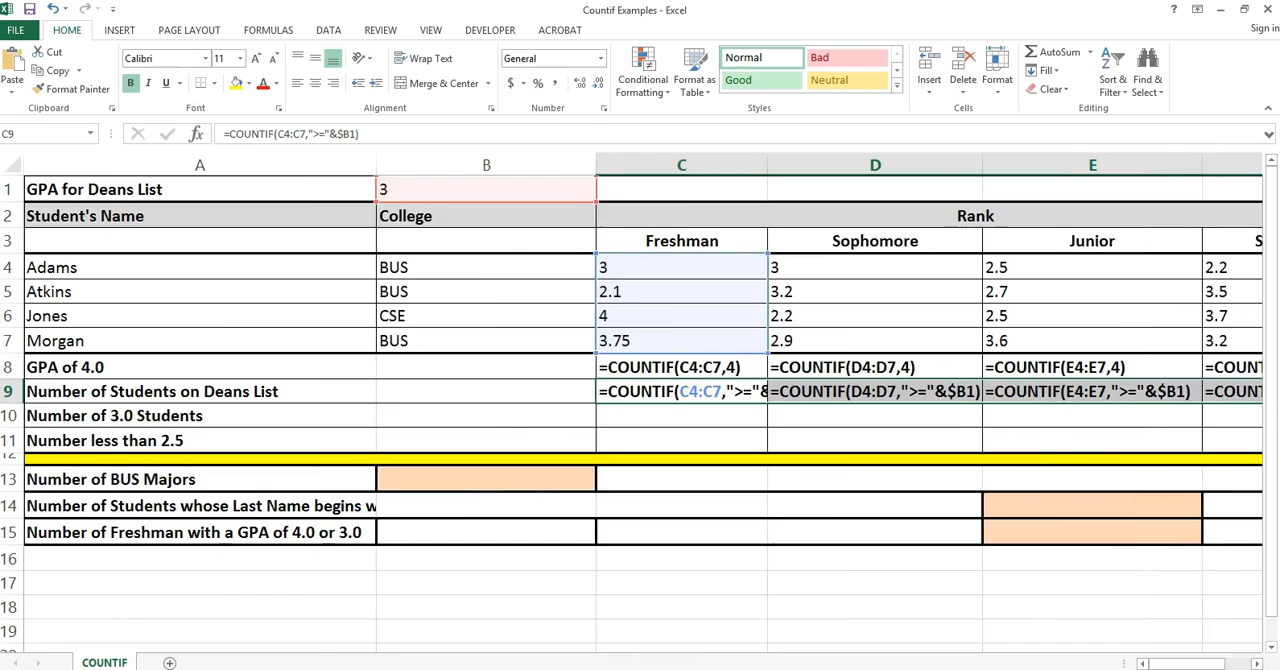 Countif Examples - Excel
?
Sign in
FILE HOME INSERT PAGE LAYOUT FORMULAS DATA REVIEW VIEW DEVELOPER ACROBAT
Paste
Cut
Copy
Format Painter
Clipboard
Calibri 11 A A
B I U A
Font
Wrap Text
Merge & Center
Alignment
General
$ % ,
Number
Conditional Formatting
Format as Table
Normal Bad
Good Neutral
Styles
Insert Delete Format
Cells
AutoSum
Fill
Clear
Sort & Filter
Find & Select
Editing
C9 fx =COUNTIF(C4:C7,">="&$B1)
A B C D E
1 GPA for Deans List 3
2 Student's Name College Rank
3 Freshman Sophomore Junior S
4 Adams BUS 3 3 2.5 2.2
5 Atkins BUS 2.1 3.2 2.7 3.5
6 Jones CSE 4 2.2 2.5 3.7
7 Morgan BUS 3.75 2.9 3.6 3.2
8 GPA of 4.0 =COUNTIF(C4:C7,4) =COUNTIF(D4:D7,4) =COUNTIF(E4:E7,4) =COUN
9 Number of Students on Deans List =COUNTIF(C4:C7,">="& =COUNTIF(D4:D7,">="&$B1) =COUNTIF(E4:E7,">="&$B1) =COUN
10 Number of 3.0 Students
11 Number less than 2.5
12
13 Number of BUS Majors
14 Number of Students whose Last Name begins w
15 Number of Freshman with a GPA of 4.0 or 3.0
16
17
18
19
COUNTIF